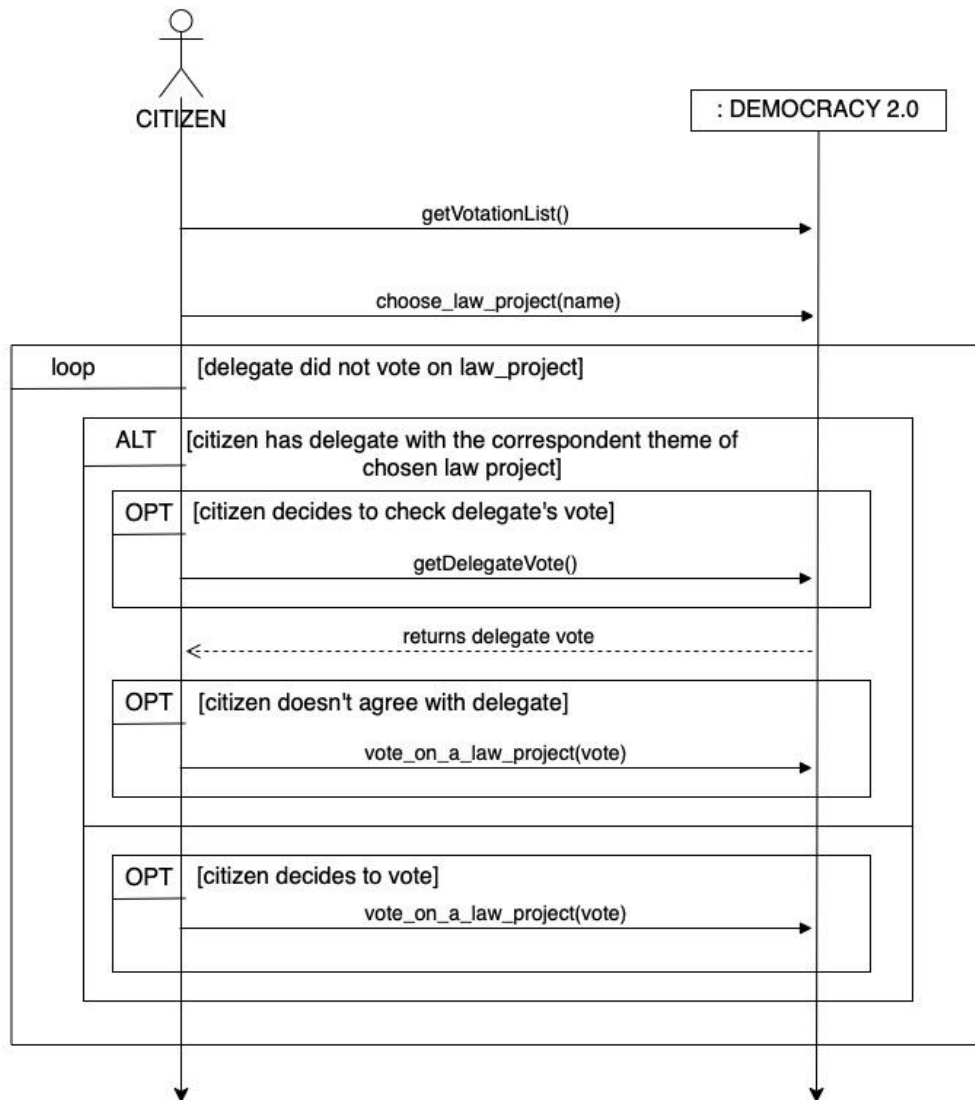 CITIZEN
: DEMOCRACY 2.0
getVotationList()
choose_law_project(name)
loop
[delegate did not vote on law_project]
ALT
[citizen has delegate with the correspondent theme of
chosen law project]
OPT
[citizen decides to check delegate's vote]
getDelegateVote()
returns delegate vote
OPT
[citizen doesn't agree with delegate]
vote_on_a_law_project(vote)
OPT
[citizen decides to vote]
vote_on_a_law_project(vote)